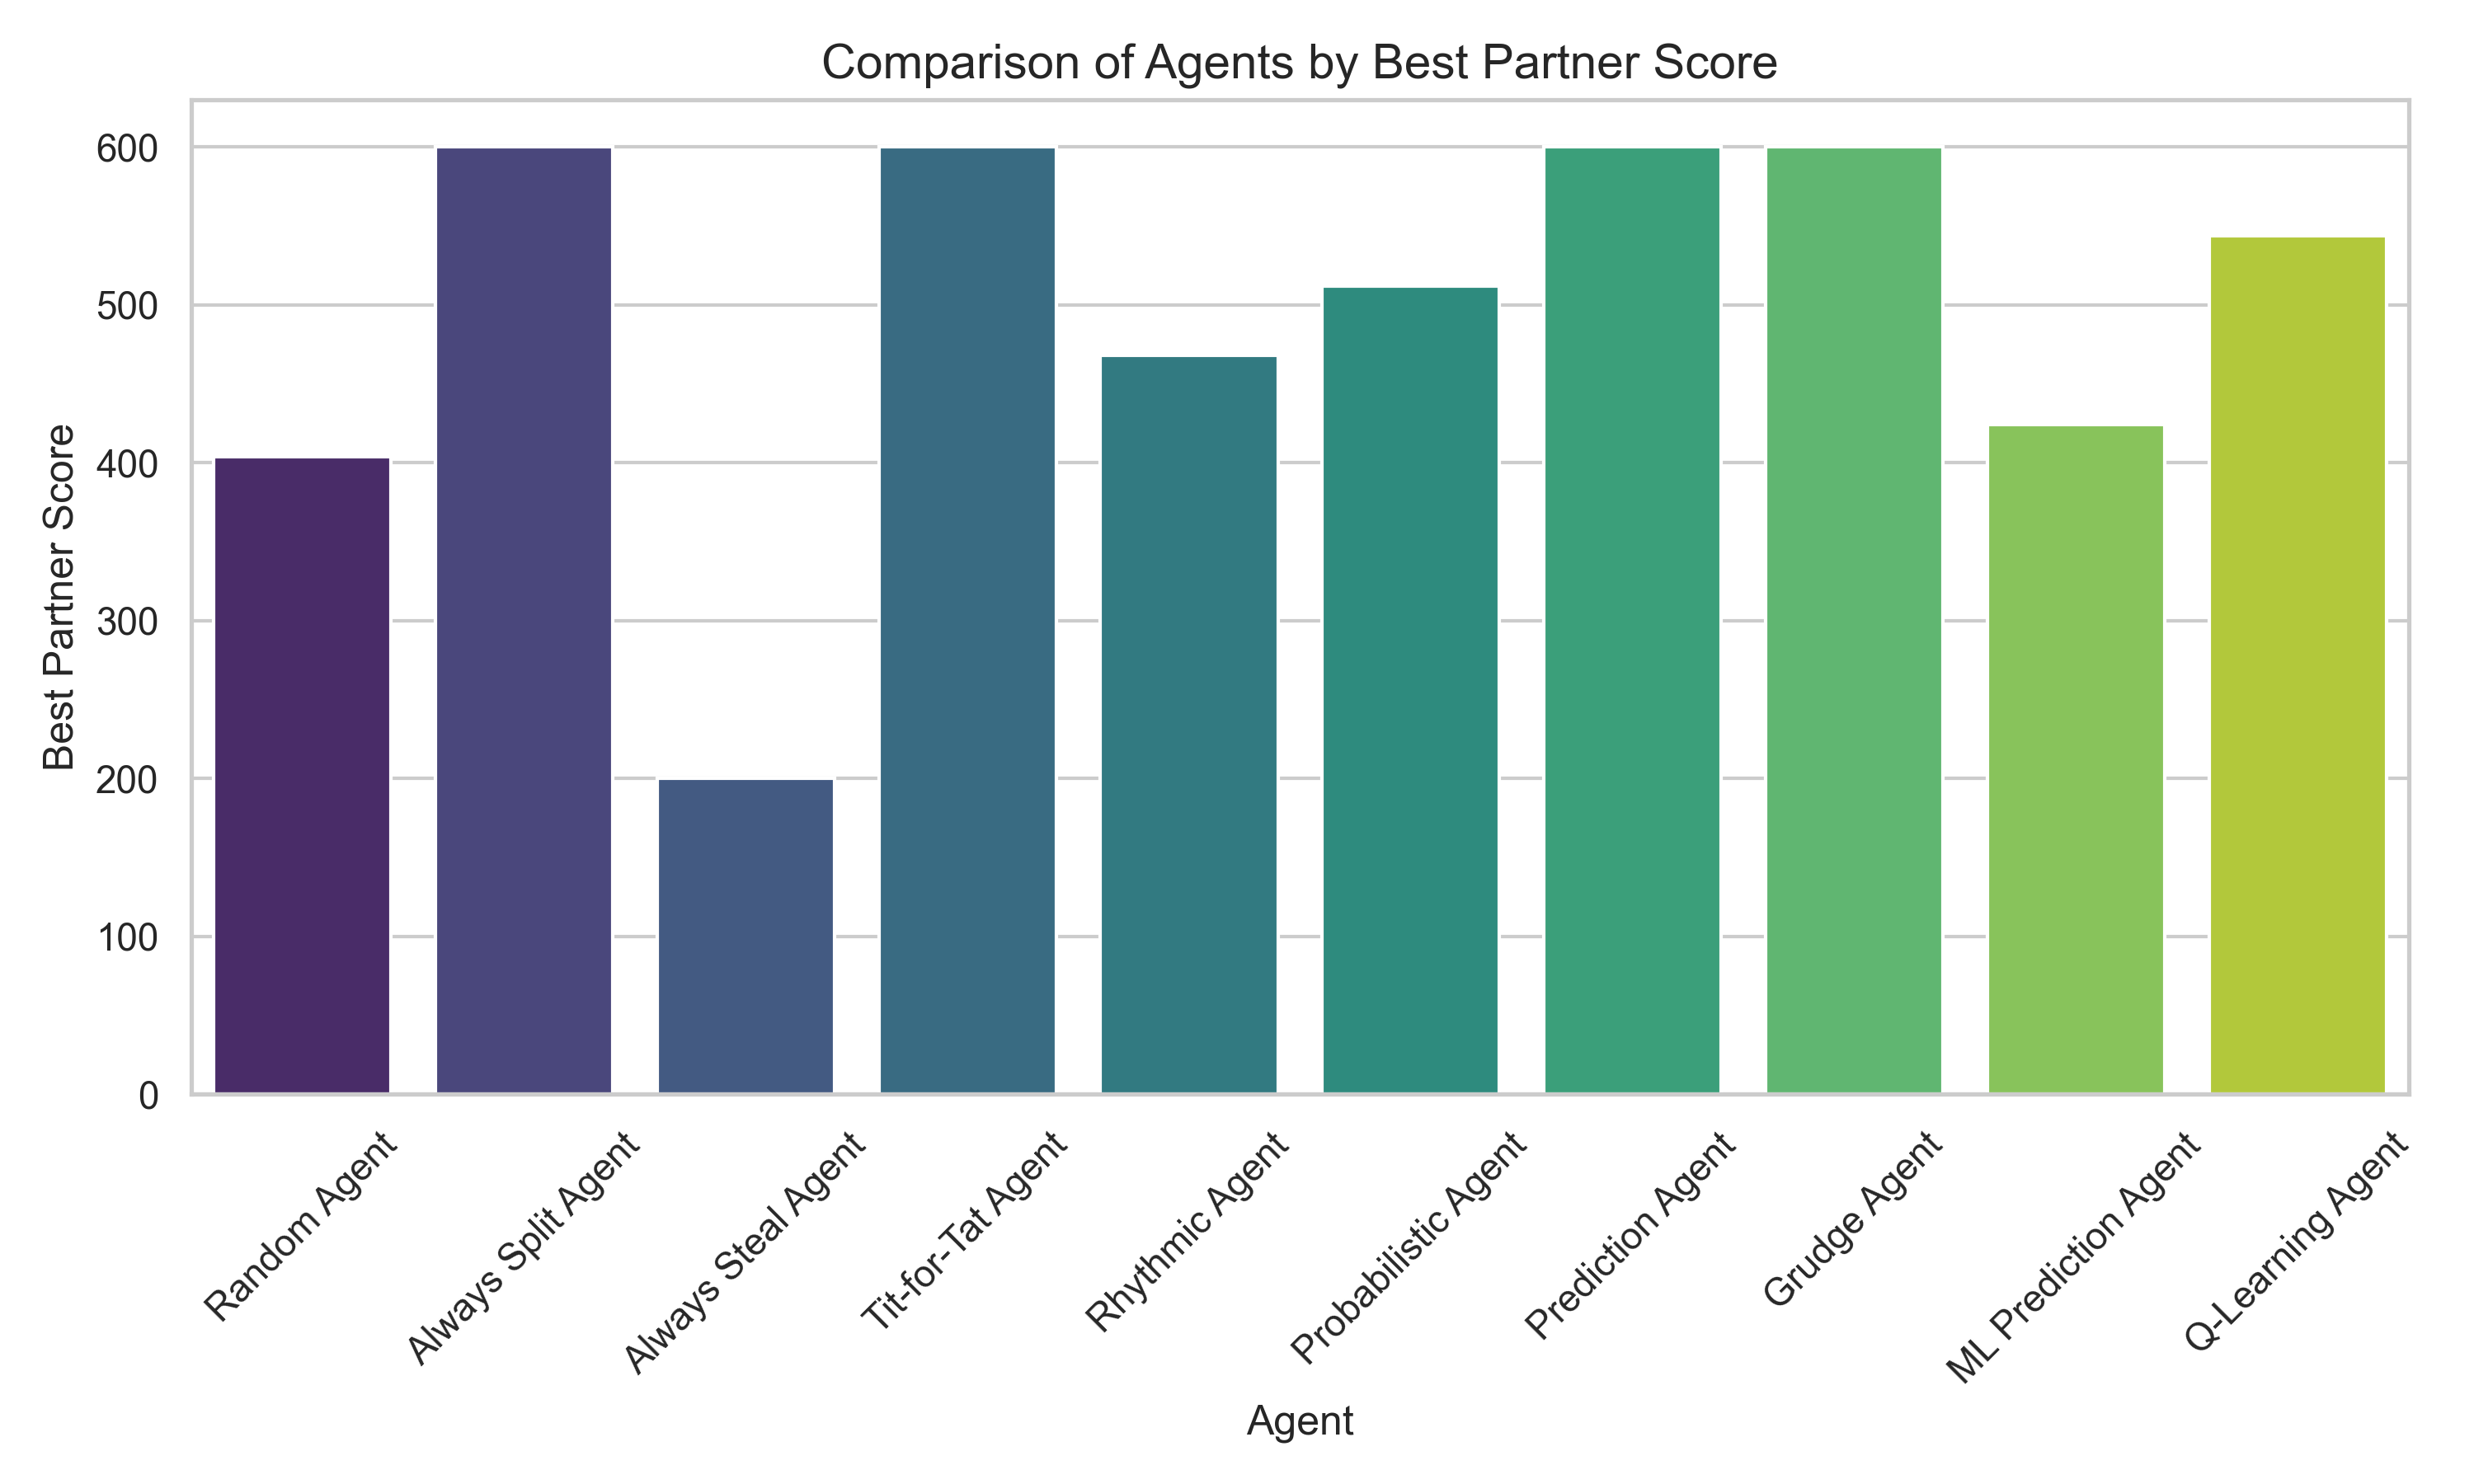 Comparison of Agents by Best Partner Score
Best Partner Score
600
500
400
300
200
100
0
Random Agent
Always Split Agent
Always Steal Agent
Tit-for-Tat Agent
Rhythmic Agent
Probabilistic Agent
Prediction Agent
Grudge Agent
ML Prediction Agent
Q-Learning Agent
Agent